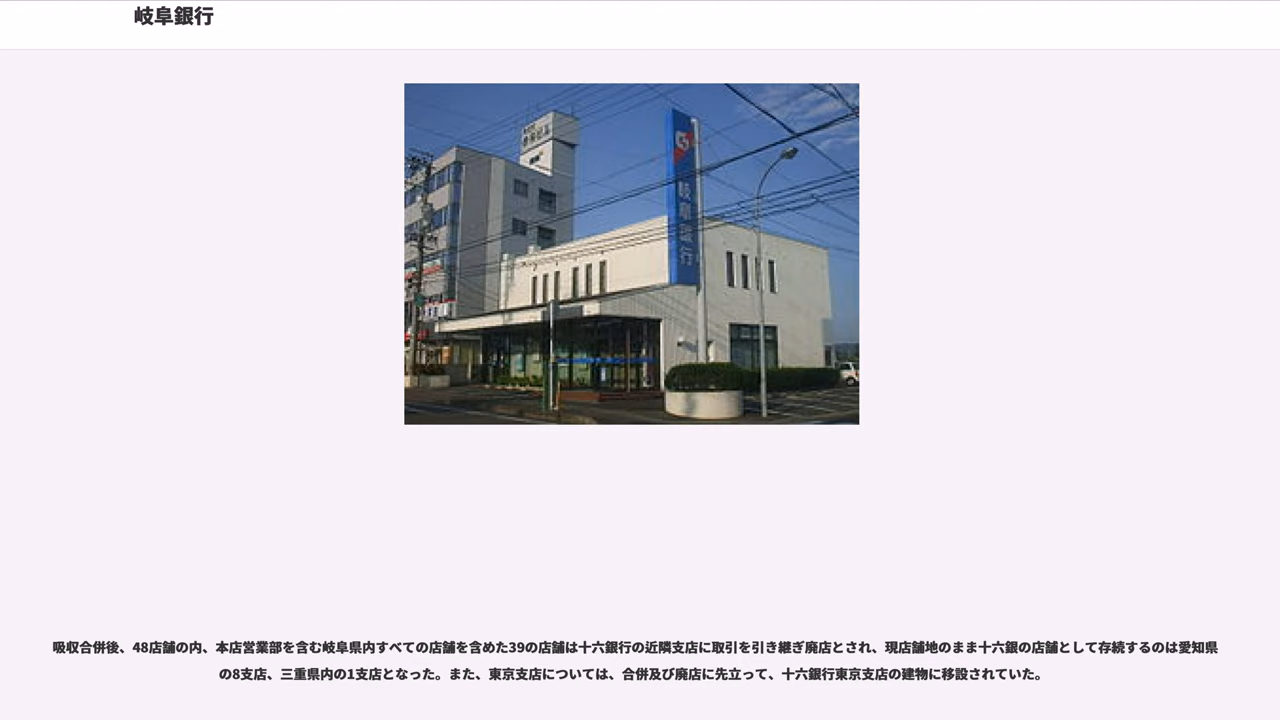 岐阜銀行
岐阜銀行
吸収合併後、48店舗の内、本店営業部を含む岐阜県内すべての店舗を含めた39の店舗は十六銀行の近隣支店に取引を引き継ぎ廃店とされ、現店舗地のまま十六銀の店舗として存続するのは愛知県
の8支店、三重県内の1支店となった。また、東京支店については、合併及び廃店に先立って、十六銀行東京支店の建物に移設されていた。